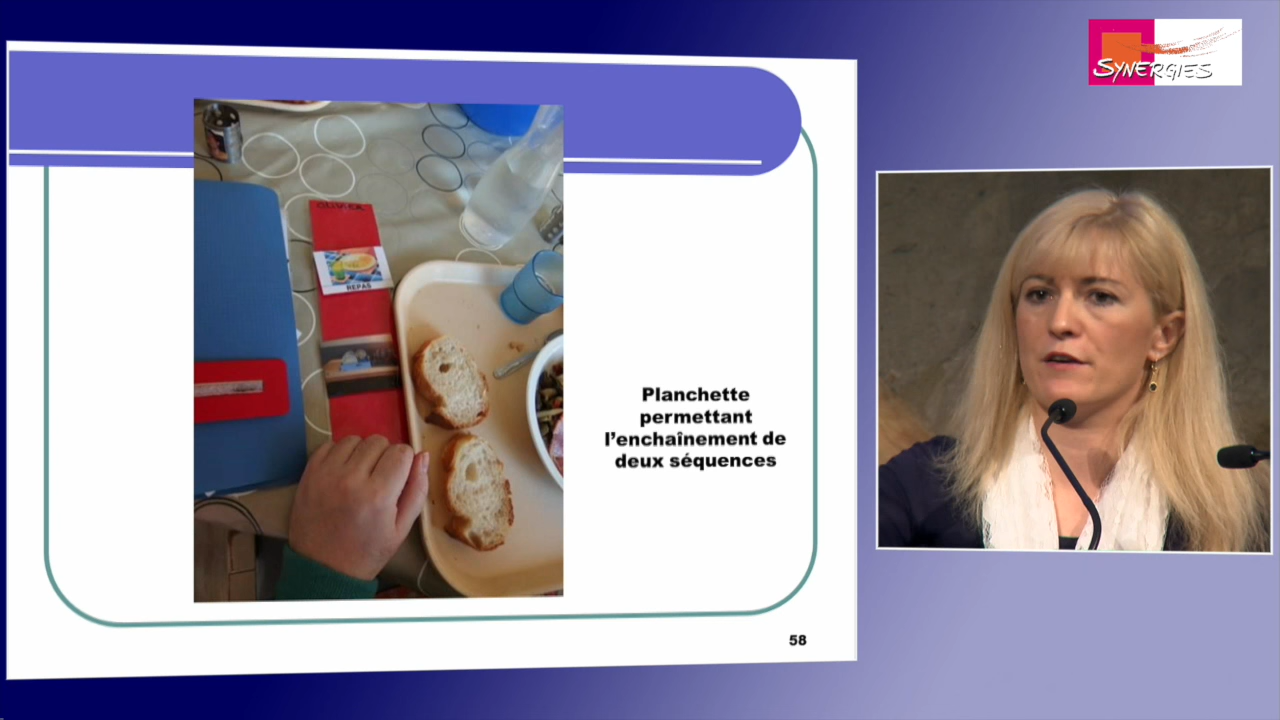 SYNERGIES
REPAS
Planchette
permettant
l'enchaînement de
deux séquences
58